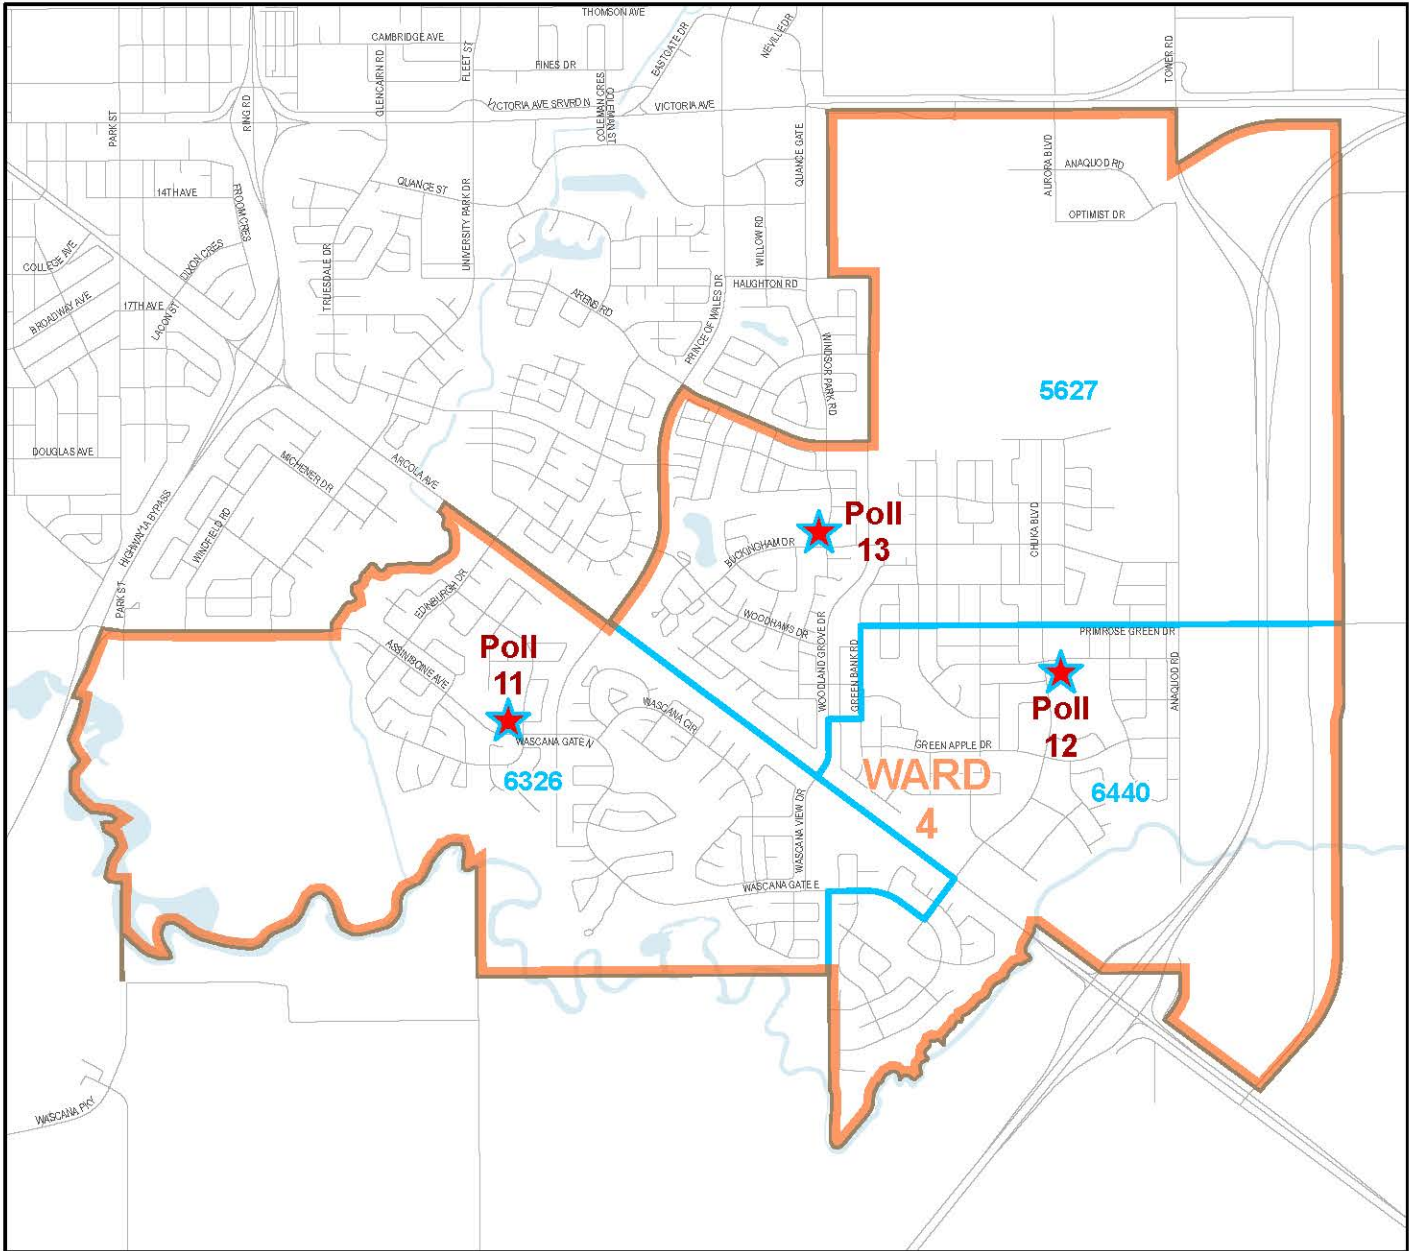 THOMSON AVE
CAMBRIDGE AVE
FLEET ST
EASTGATE DR
NEVILLE DR
TOWER RD
GLENCAIRN RD
FINES DR
PARK ST
RING RD
VICTORIA AVE SRVRD N
COLEMAN CRES
COLEMAN ST
VICTORIA AVE
QUANCE GATE
AURORA BLVD
ANAQUOD RD
14TH AVE
FROOM CRES
QUANCE ST
UNIVERSITY PARK DR
OPTIMIST DR
COLLEGE AVE
DIXON CRES
TRUESDALE DR
WILLOW RD
HAUGHTON RD
BROADWAY AVE
17TH AVE
LACON ST
ARENS RD
PRINCE OF WALES DR
WINDSOR PARK RD
5627
DOUGLAS AVE
MICHENER DR
ARCOLA AVE
HIGHWAY 1A BYPASS
WINDFIELD RD
Poll
13
CHUKA BLVD
BUCKINGHAM DR
PARK ST
EDINBURGH DR
WOODHAMS DR
WOODLAND GROVE DR
GREEN BANK RD
PRIMROSE GREEN DR
ANAQUOD RD
ASSINIBOINE AVE
Poll
11
WASCANA CIR
Poll
12
WASCANA GATE N
GREEN APPLE DR
6326
WARD
4
6440
WASCANA VIEW DR
WASCANA GATE E
WASCANA PKY